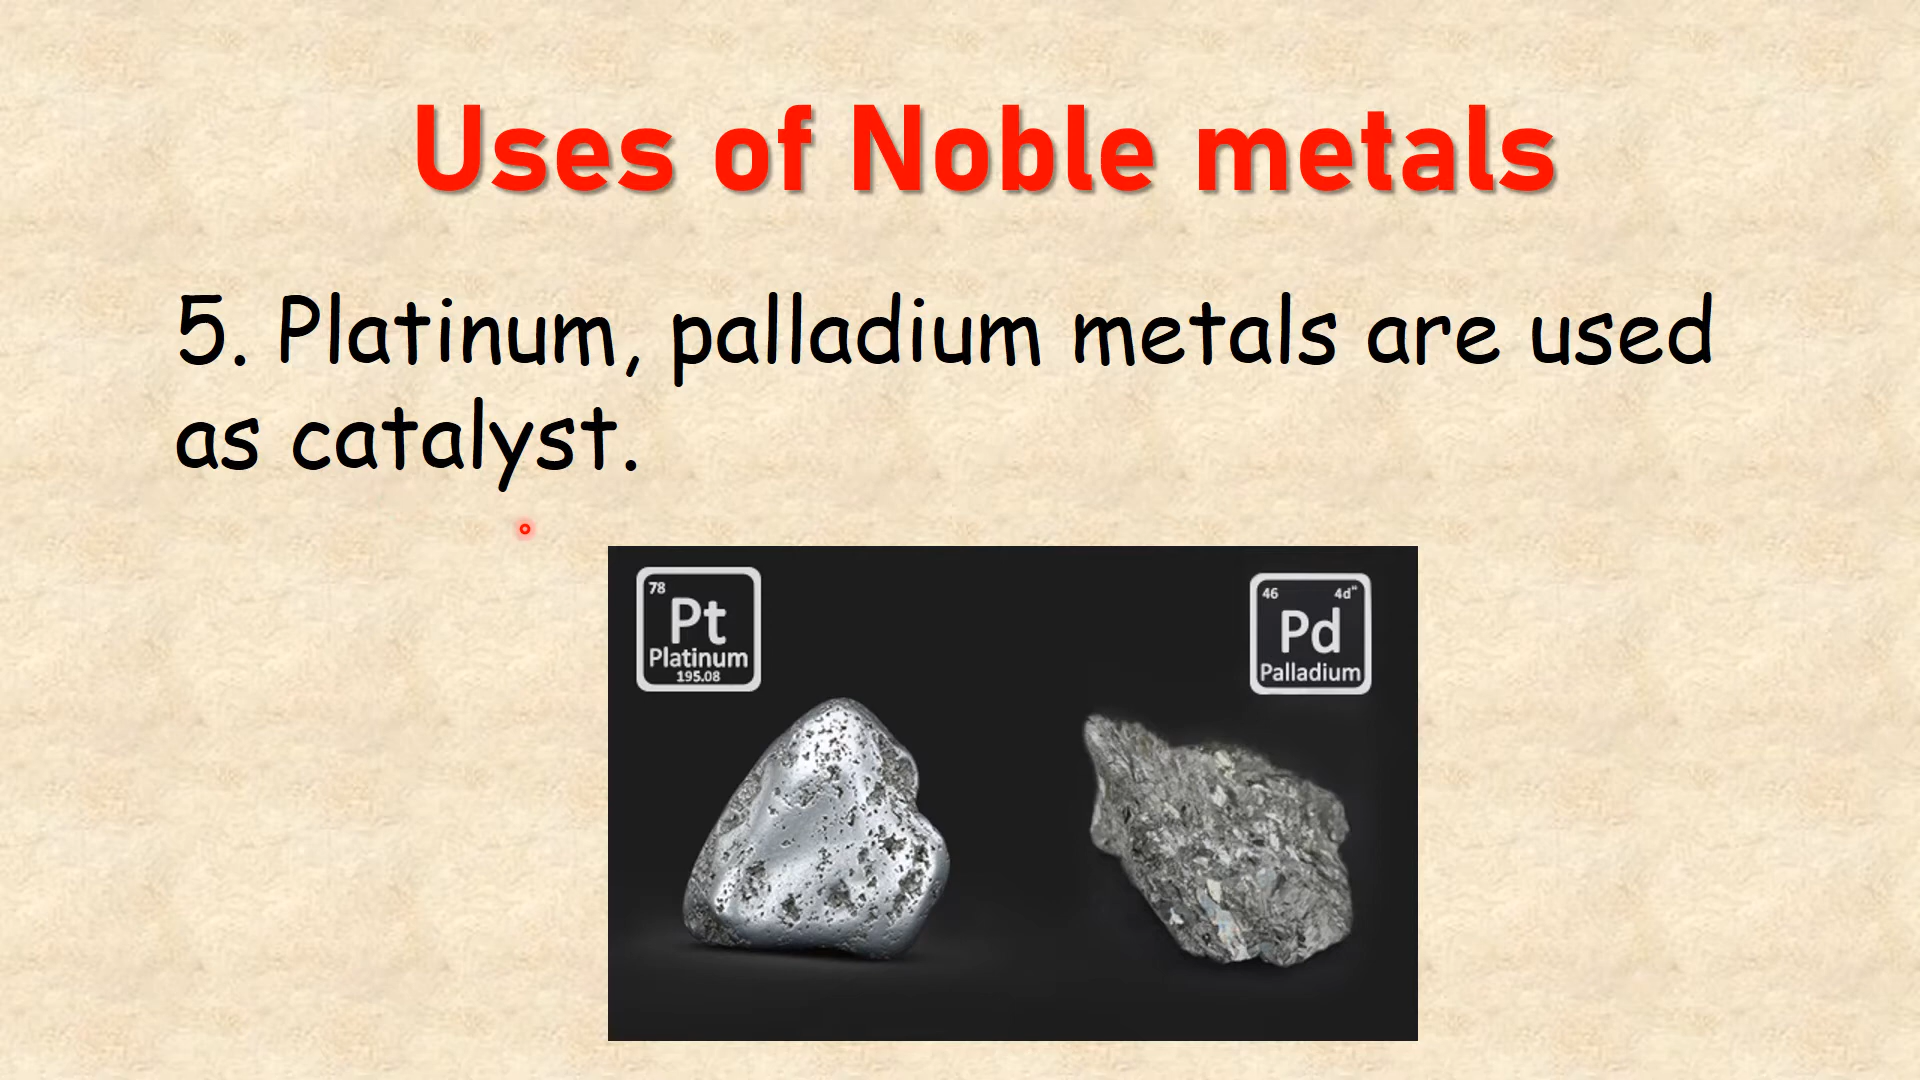 Uses of Noble metals
5. Platinum, palladium metals are used
as catalyst.
78
Pt
Platinum
195.08
46 4d"
Pd
Palladium